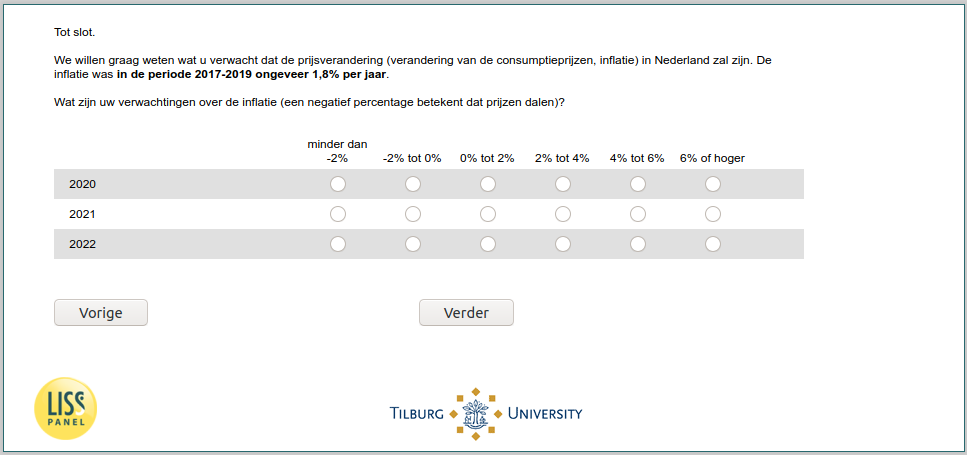 Tot slot.
We willen graag weten wat u verwacht dat de prijsverandering (verandering van de consumptieprijzen, inflatie) in Nederland zal zijn. De
inflatie was in de periode 2017-2019 ongeveer 1,8% per jaar.
Wat zijn uw verwachtingen over de inflatie (een negatief percentage betekent dat prijzen dalen)?
minder dan
-2% -2% tot 0% 0% tot 2% 2% tot 4% 4% tot 6% 6% of hoger
2020
2021
2022
Vorige Verder
LISS
PANEL
TILBURG UNIVERSITY